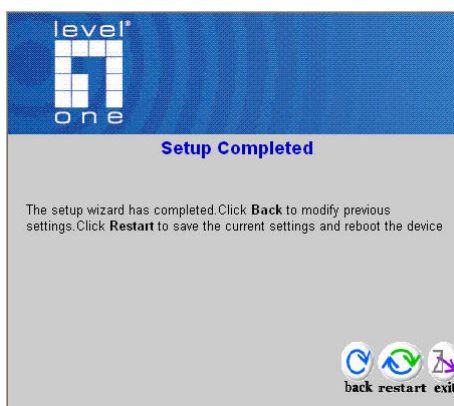 level®
one
Setup Completed
The setup wizard has completed.Click Back to modify previous
settings.Click Restart to save the current settings and reboot the device
back restart exit